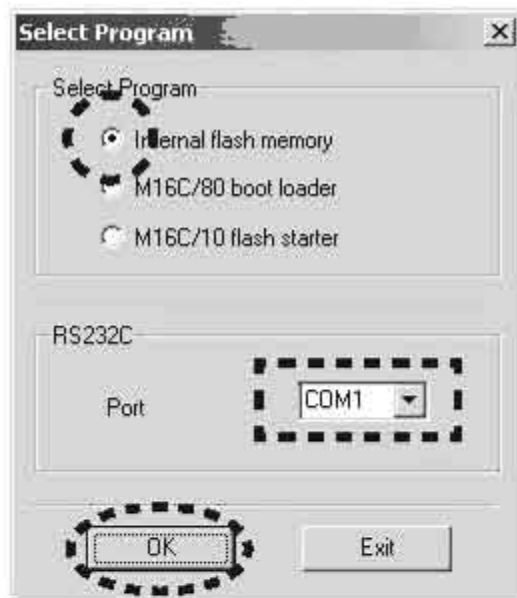 Select Program
Select Program
Internal flash memory
M16C/80 boot loader
M16C/10 flash starter
RS232C
Port
COM1
OK
Exit